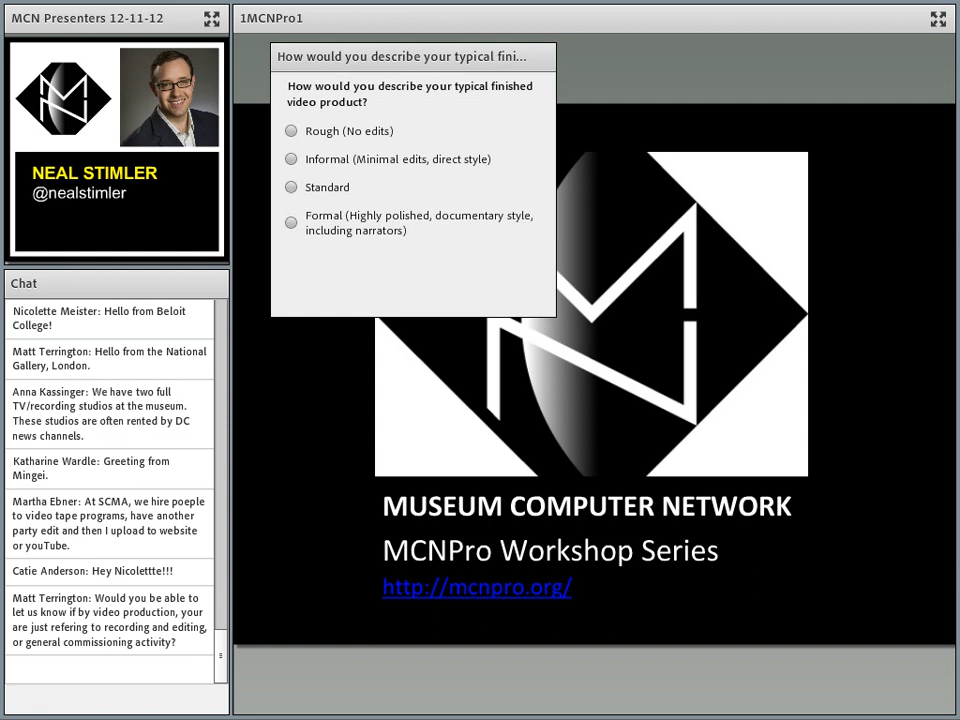 MCN Presenters 12-11-12
NEAL STIMLER
@nealstimler
Chat
Nicolette Meister: Hello from Beloit
College!
Matt Terrington: Hello from the National
Gallery, London.
Anna Kassinger: We have two full
TV/recording studios at the museum.
These studios are often rented by DC
news channels.
Katharine Wardle: Greeting from
Mingei.
Martha Ebner: At SCMA, we hire poeple
to video tape programs, have another
party edit and then I upload to website
or youTube.
Catie Anderson: Hey Nicolettte!!!
Matt Terrington: Would you be able to
let us know if by video production, your
are just refering to recording and editing,
or general commissioning activity?
1MCNPro1
How would you describe your typical fini...
How would you describe your typical finished
video product?
Rough (No edits)
Informal (Minimal edits, direct style)
Standard
Formal (Highly polished, documentary style,
including narrators)
MUSEUM COMPUTER NETWORK
MCNPro Workshop Series
http://mcnpro.org/